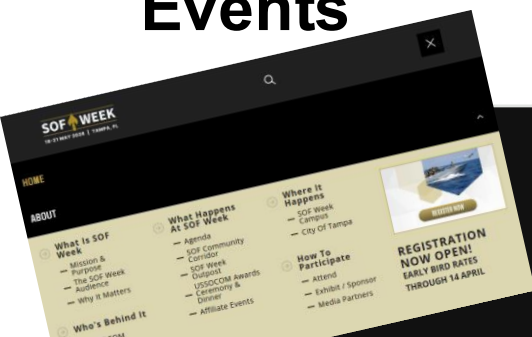 Events
SOF WEEK
18-21 MAY 2026 | TAMPA, FL
HOME
ABOUT
What Is SOF
Week
Mission &
Purpose
The SOF Week
Audience
Why It Matters
Who's Behind It
What Happens
At SOF Week
Agenda
SOF Community
Corridor
SOF Week
Outpost
USSOCOM Awards
Ceremony &
Dinner
Affiliate Events
Where It
Happens
SOF Week
Campus
City Of Tampa
How To
Participate
Attend
Exhibit / Sponsor
Media Partners
REGISTER NOW
REGISTRATION
NOW OPEN!
EARLY BIRD RATES
THROUGH 14 APRIL